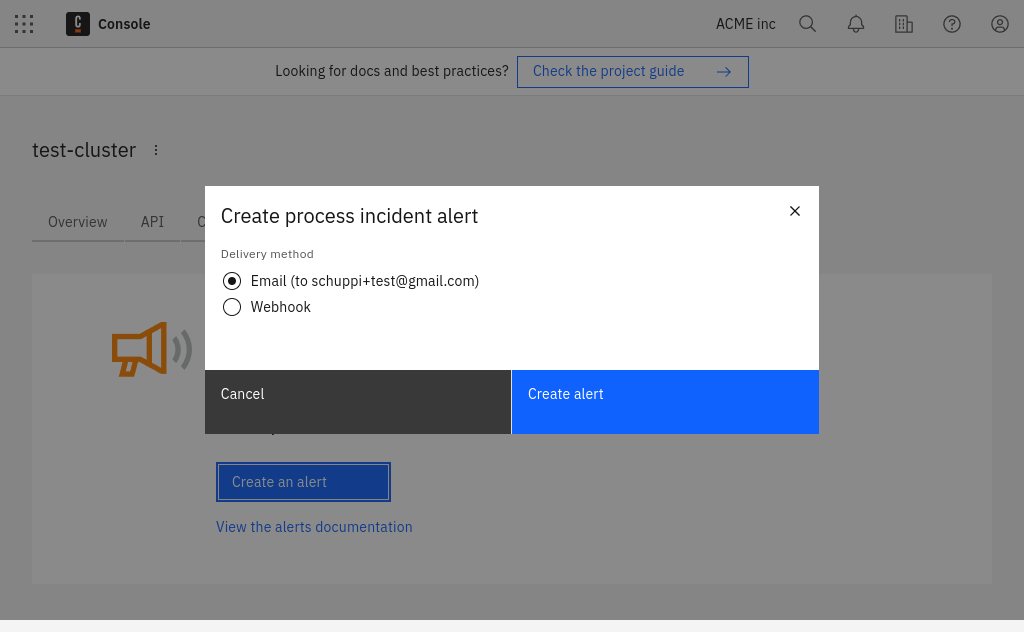 Console
ACME inc
Looking for docs and best practices?
Check the project guide
test-cluster
Overview
API
Create process incident alert
Delivery method
Email (to schuppi+test@gmail.com)
Webhook
Cancel
Create alert
Create an alert
View the alerts documentation